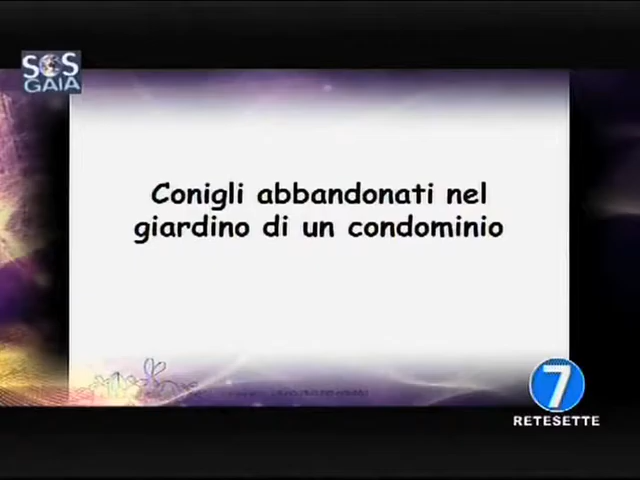 SOS
GAIA
Conigli abbandonati nel
giardino di un condominio
7
RETESETTE